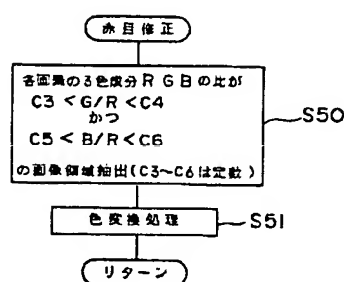 赤目修正
各画素の3色成分RGBの比が
C3<G/R<C4
かつ
C5<B/R<C6
の画像領域抽出(C3~C6は定数)
S50
色変換処理
S51
リターン